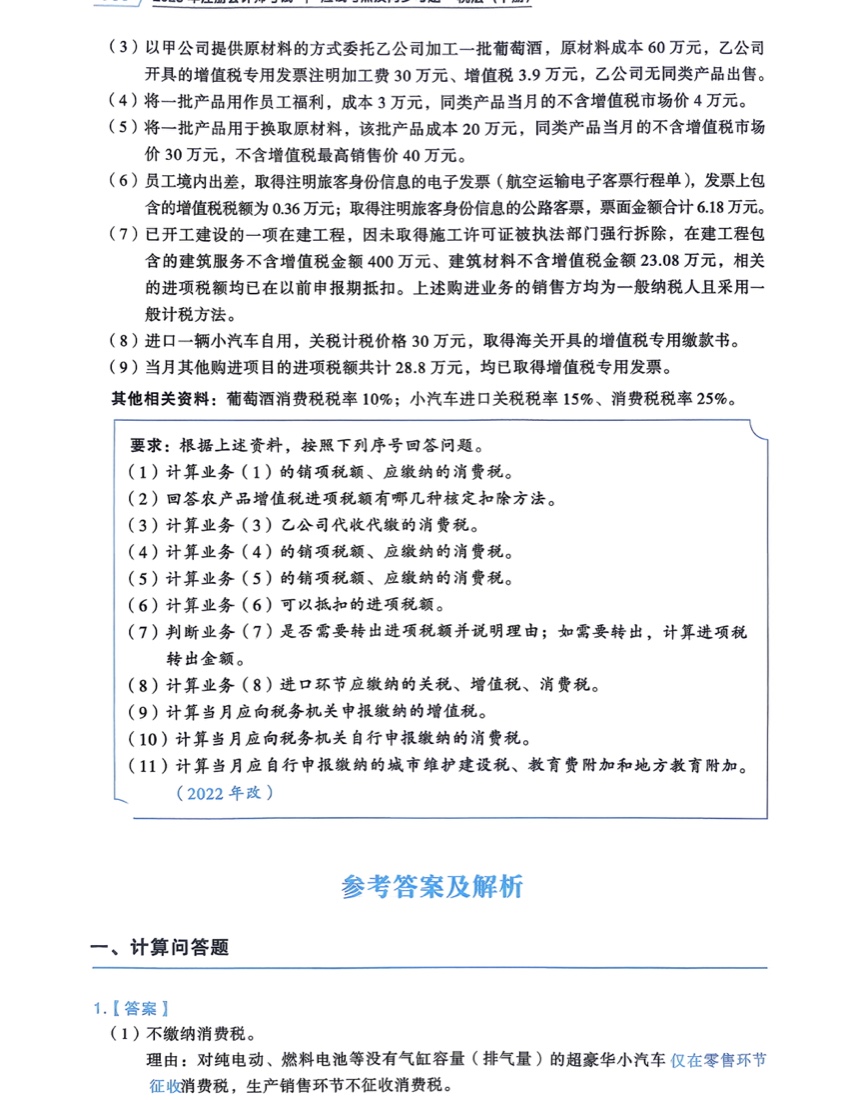 （3）以甲公司提供原材料的方式委托乙公司加工一批葡萄酒，原材料成本 60 万元，乙公司
开具的增值税专用发票注明加工费 30 万元、增值税 3.9 万元，乙公司无同类产品出售。
（4）将一批产品用作员工福利，成本 3 万元，同类产品当月的不含增值税市场价 4 万元。
（5）将一批产品用于换取原材料，该批产品成本 20 万元，同类产品当月的不含增值税市场
价 30 万元，不含增值税最高销售价 40 万元。
（6）员工境内出差，取得注明旅客身份信息的电子发票（航空运输电子客票行程单），发票上包
含的增值税税额为 0.36 万元；取得注明旅客身份信息的公路客票，票面金额合计 6.18 万元。
（7）已开工建设的一项在建工程，因未取得施工许可证被执法部门强行拆除，在建工程包
含的建筑服务不含增值税金额 400 万元、建筑材料不含增值税金额 23.08 万元，相关
的进项税额均已在以前申报期抵扣。上述购进业务的销售方均为一般纳税人且采用一
般计税方法。
（8）进口一辆小汽车自用，关税计税价格 30 万元，取得海关开具的增值税专用缴款书。
（9）当月其他购进项目的进项税额共计 28.8 万元，均已取得增值税专用发票。
其他相关资料：葡萄酒消费税税率 10%；小汽车进口关税税率 15%、消费税税率 25%。
要求：根据上述资料，按照下列序号回答问题。
（1）计算业务（1）的销项税额、应缴纳的消费税。
（2）回答农产品增值税进项税额有哪几种核定扣除方法。
（3）计算业务（3）乙公司代收代缴的消费税。
（4）计算业务（4）的销项税额、应缴纳的消费税。
（5）计算业务（5）的销项税额、应缴纳的消费税。
（6）计算业务（6）可以抵扣的进项税额。
（7）判断业务（7）是否需要转出进项税额并说明理由；如需要转出，计算进项税
转出金额。
（8）计算业务（8）进口环节应缴纳的关税、增值税、消费税。
（9）计算当月应向税务机关申报缴纳的增值税。
（10）计算当月应向税务机关自行申报缴纳的消费税。
（11）计算当月应自行申报缴纳的城市维护建设税、教育费附加和地方教育附加。
（2022 年改）
参考答案及解析
一、计算问答题
1.【答案】
（1）不缴纳消费税。
理由：对纯电动、燃料电池等没有气缸容量（排气量）的超豪华小汽车仅在零售环节
征收消费税，生产销售环节不征收消费税。